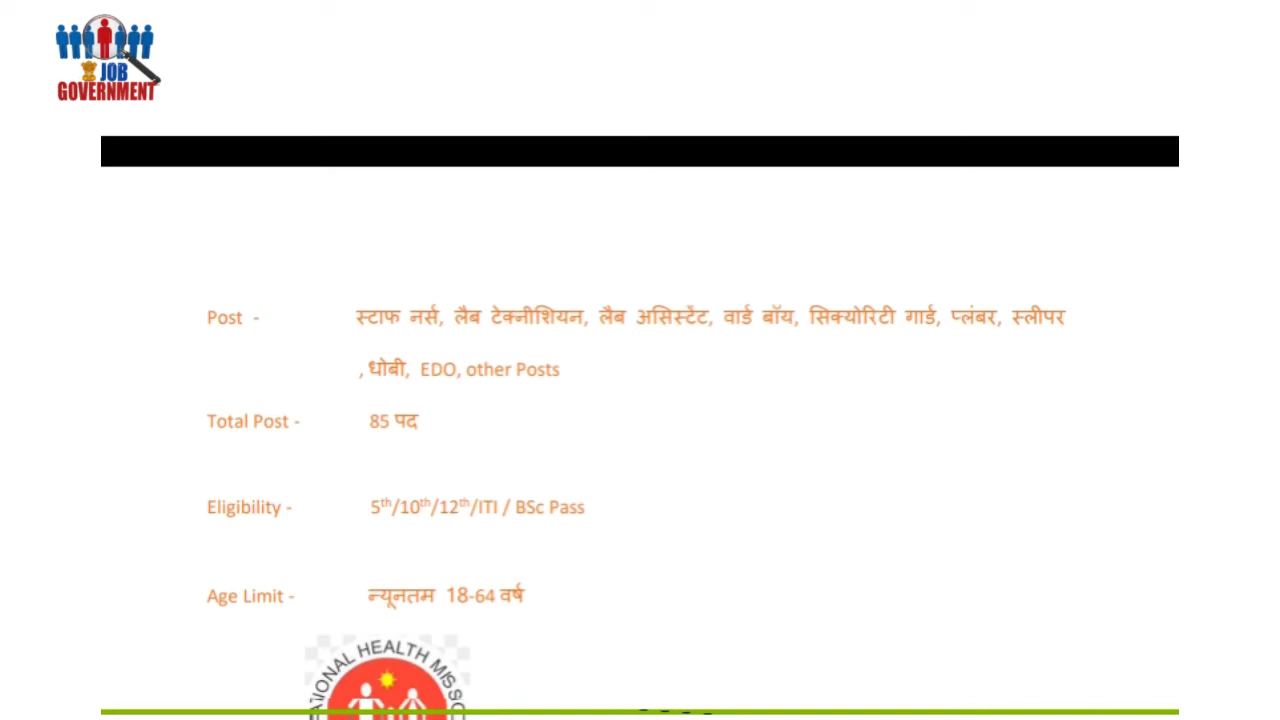 JOB
GOVERNMENT
Post - स्टाफ नर्स, लैब टेक्नीशियन, लैब असिस्टेंट, वार्ड बॉय, सिक्योरिटी गार्ड, प्लंबर, स्लीपर
, धोबी, EDO, other Posts
Total Post - 85 पद
Eligibility - 5th/10th/12th/ITI / BSc Pass
Age Limit - न्यूनतम 18-64 वर्ष
HEALTH